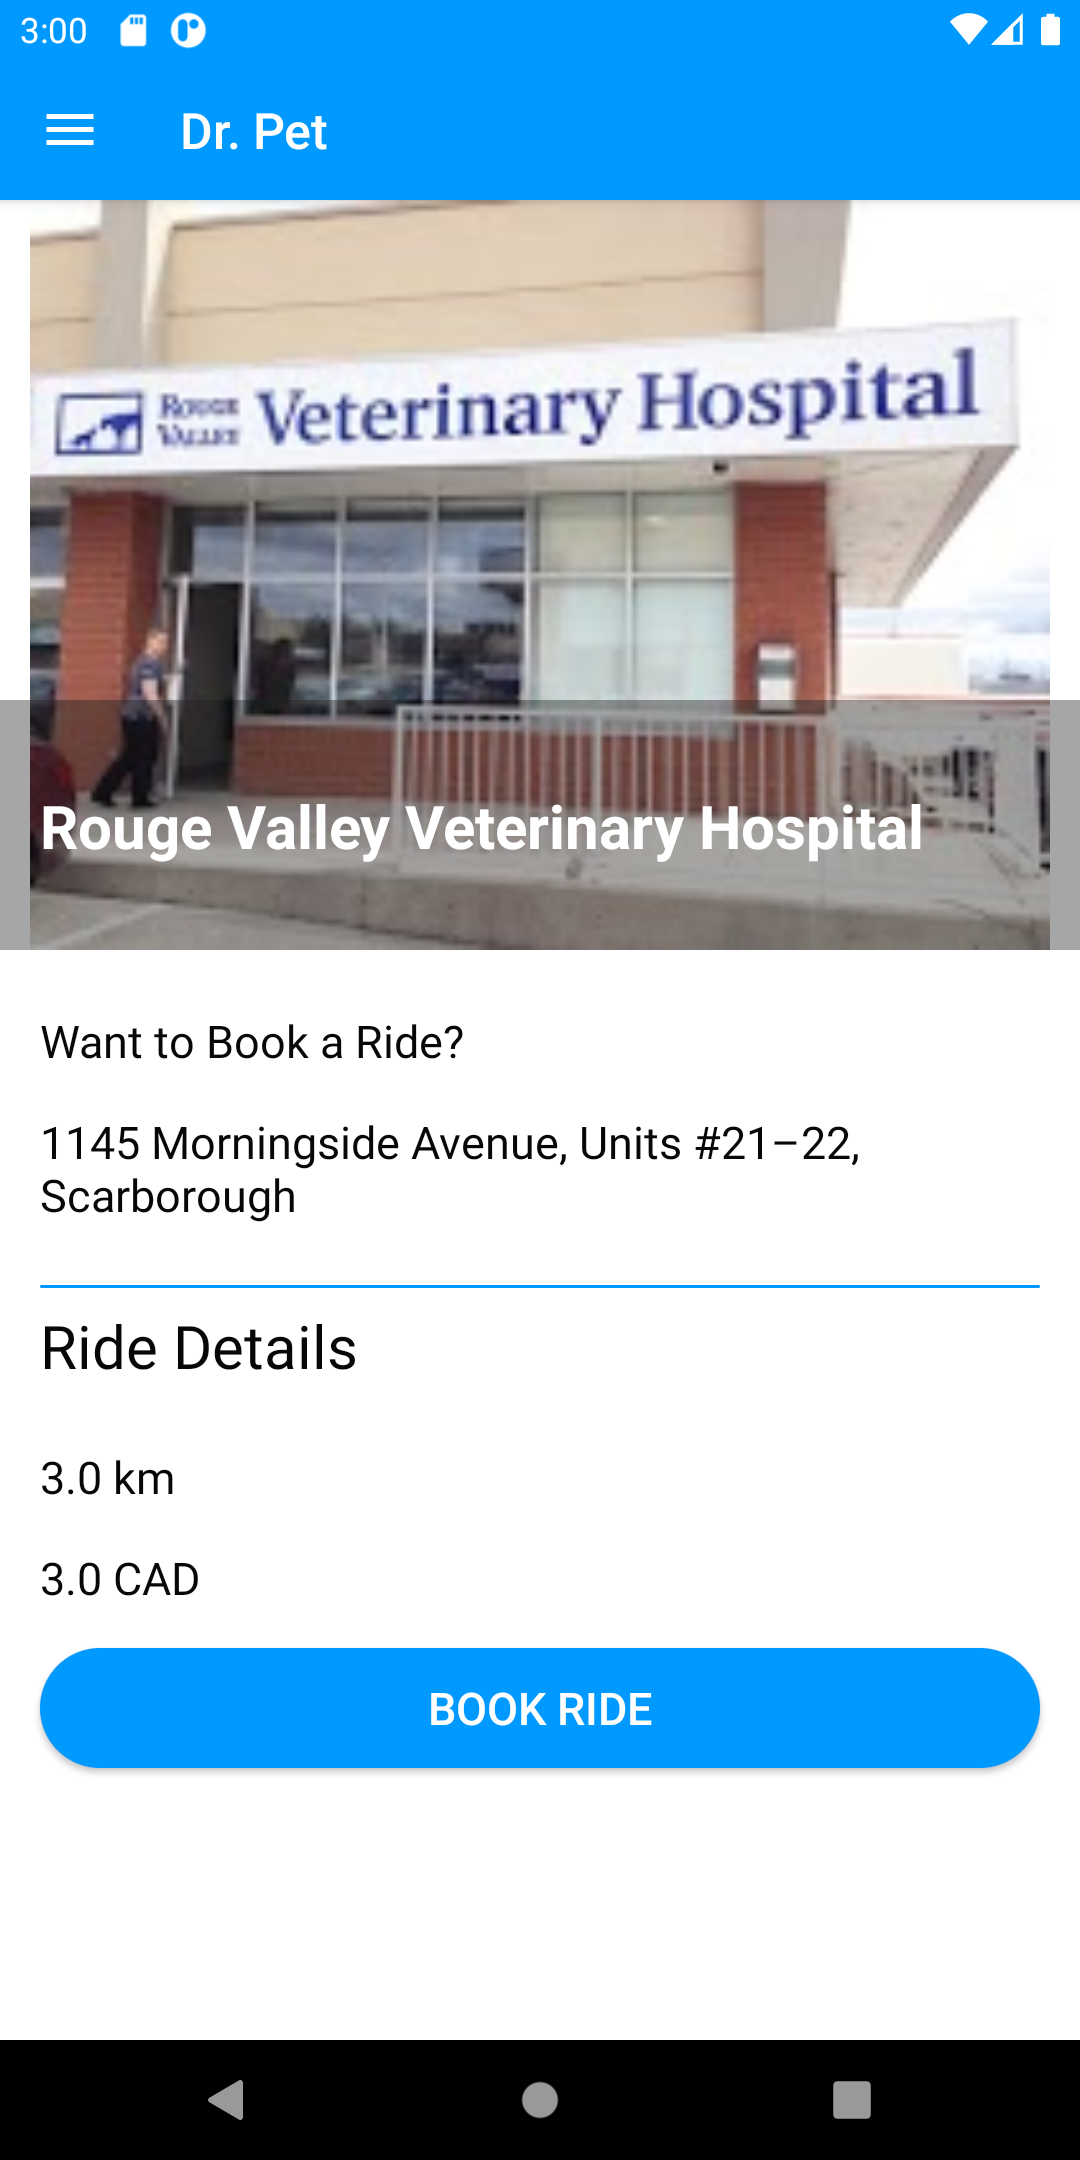 3:00
Dr. Pet
ROUGE
VALLEY
Veterinary Hospital
Rouge Valley Veterinary Hospital
Want to Book a Ride?
1145 Morningside Avenue, Units #21–22,
Scarborough
Ride Details
3.0 km
3.0 CAD
BOOK RIDE